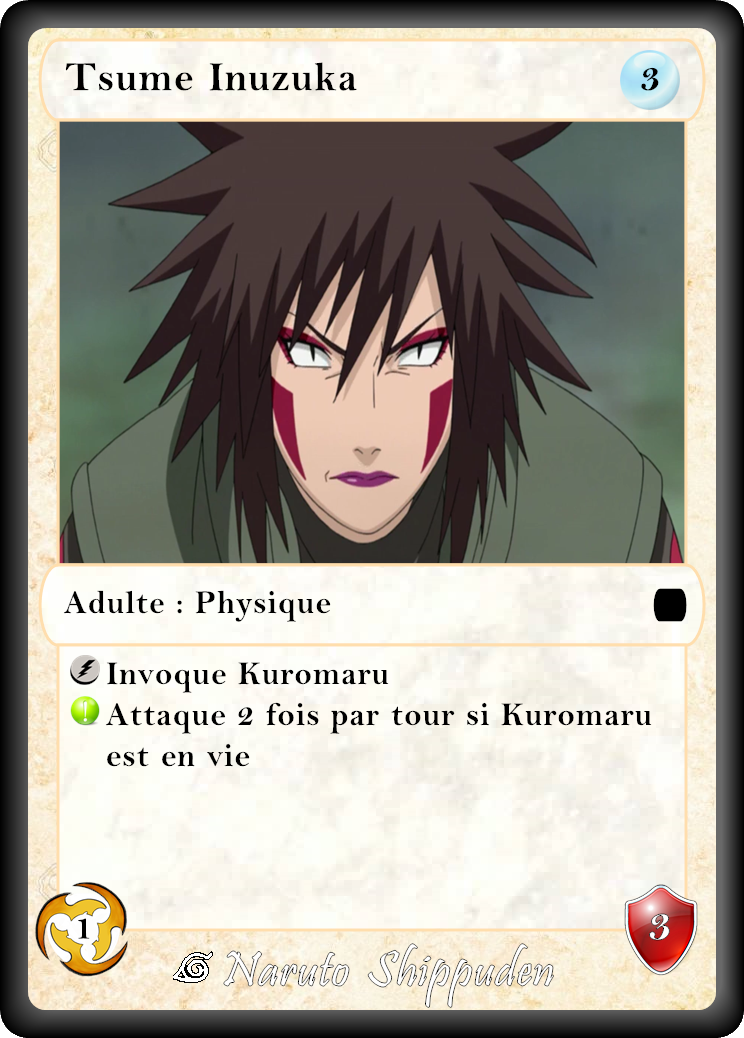 Tsume Inuzuka
3
Adulte : Physique
Invoque Kuromaru
! Attaque 2 fois par tour si Kuromaru
est en vie
1
3
Naruto Shippuden